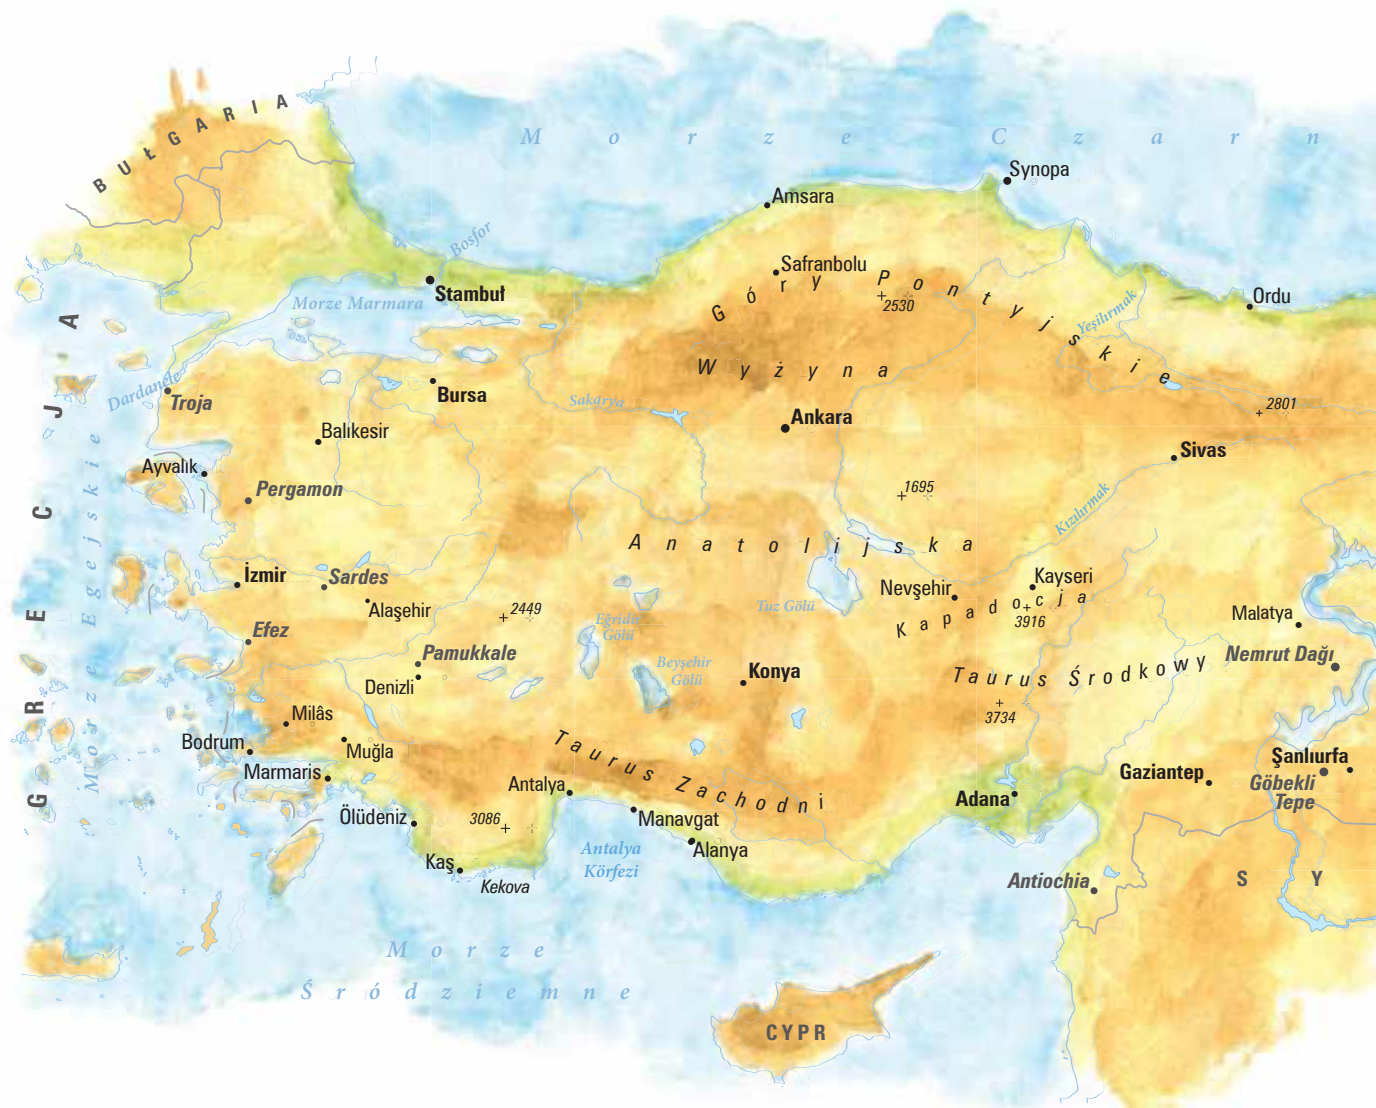 BUŁGARIA
Morze Czarn
Synopa
Amsara
Bosfor
Safranbolu
Góry Pontyjskie
Stambuł
Morze Marmara
2530
Yeşilırmak
Ordu
GRECJA
Wyżyna
Dardanele
Troja
Bursa
Sakarya
Ankara
2801
Balıkesir
Sivas
Ayvalık
Pergamon
1695
Kızılırmak
Morze Egejskie
Anatolijska
İzmir
Sardes
Kayseri
Nevşehir
Alaşehir
2449
Tuz Gölü
Kapadocja
3916
Malatya
Efez
Eğridir
Gölü
Pamukkale
Nemrut Dağı
Beyşehir
Gölü
Konya
Taurus Środkowy
Denizli
3734
Milâs
Bodrum
Muğla
Taurus Zachodni
Şanlıurfa
Marmaris
Gaziantep
Göbekli
Tepe
Antalya
Adana
Ölüdeniz
3086
Manavgat
Antalya
Körfezi
Alanya
Kaş
Kekova
Antiochia
S Y
Morze
Śródziemne
CYPR